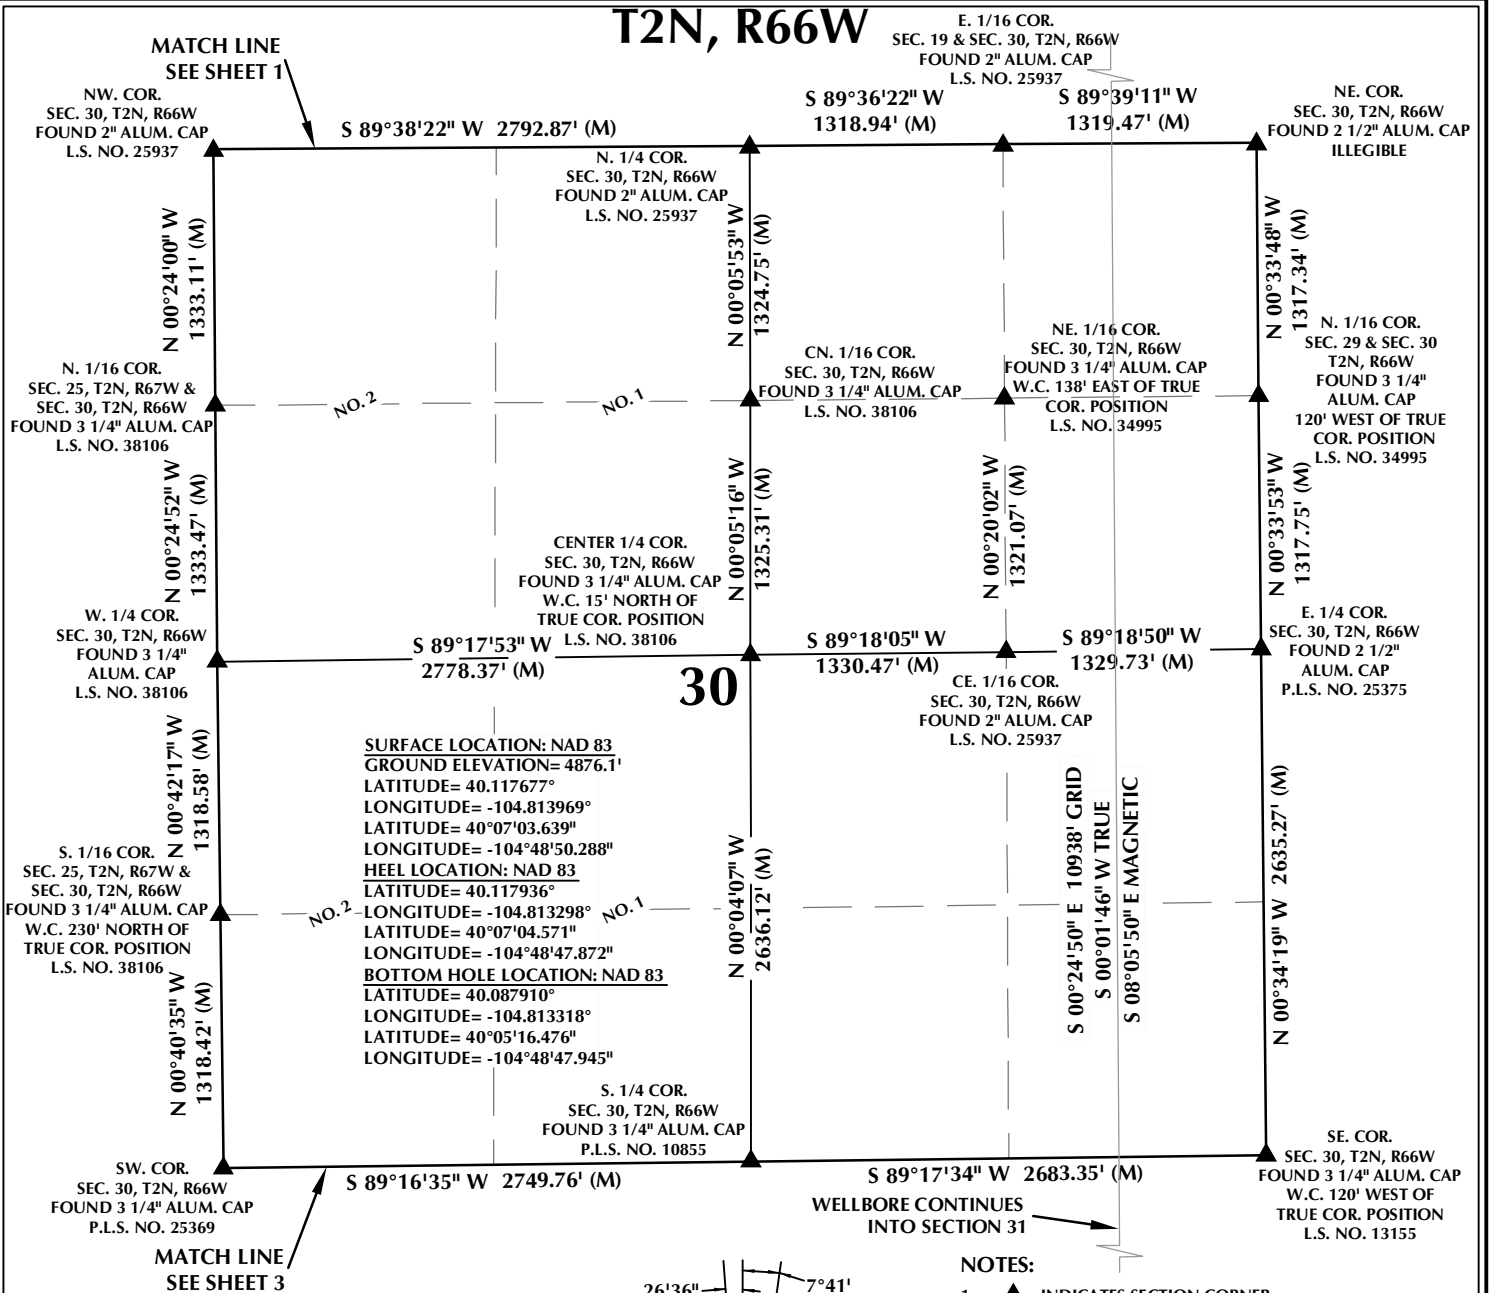 T2N, R66W
MATCH LINE
SEE SHEET 1
E. 1/16 COR.
SEC. 19 & SEC. 30, T2N, R66W
FOUND 2" ALUM. CAP
L.S. NO. 25937
NW. COR.
SEC. 30, T2N, R66W
FOUND 2" ALUM. CAP
L.S. NO. 25937
S 89°38'22" W 2792.87' (M)
S 89°36'22" W
1318.94' (M)
S 89°39'11" W
1319.47' (M)
NE. COR.
SEC. 30, T2N, R66W
FOUND 2 1/2" ALUM. CAP
ILLEGIBLE
N. 1/4 COR.
SEC. 30, T2N, R66W
FOUND 2" ALUM. CAP
L.S. NO. 25937
N 00°24'00" W
1333.11' (M)
N 00°05'53" W
1324.75' (M)
N 00°33'48" W
1317.34' (M)
N. 1/16 COR.
SEC. 25, T2N, R67W &
SEC. 30, T2N, R66W
FOUND 3 1/4" ALUM. CAP
L.S. NO. 38106
NO. 2
NO. 1
CN. 1/16 COR.
SEC. 30, T2N, R66W
FOUND 3 1/4" ALUM. CAP
L.S. NO. 38106
NE. 1/16 COR.
SEC. 30, T2N, R66W
FOUND 3 1/4" ALUM. CAP
W.C. 138' EAST OF TRUE
COR. POSITION
L.S. NO. 34995
N. 1/16 COR.
SEC. 29 & SEC. 30
T2N, R66W
FOUND 3 1/4"
ALUM. CAP
120' WEST OF TRUE
COR. POSITION
L.S. NO. 34995
N 00°24'52" W
1333.47' (M)
N 00°05'16" W
1325.31' (M)
N 00°20'02" W
1321.07' (M)
N 00°33'53" W
1317.75' (M)
CENTER 1/4 COR.
SEC. 30, T2N, R66W
FOUND 3 1/4" ALUM. CAP
W.C. 15' NORTH OF
TRUE COR. POSITION
L.S. NO. 38106
W. 1/4 COR.
SEC. 30, T2N, R66W
FOUND 3 1/4"
ALUM. CAP
L.S. NO. 38106
S 89°17'53" W
2778.37' (M)
S 89°18'05" W
1330.47' (M)
S 89°18'50" W
1329.73' (M)
E. 1/4 COR.
SEC. 30, T2N, R66W
FOUND 2 1/2"
ALUM. CAP
P.L.S. NO. 25375
30
CE. 1/16 COR.
SEC. 30, T2N, R66W
FOUND 2" ALUM. CAP
L.S. NO. 25937
N 00°42'17" W
1318.58' (M)
SURFACE LOCATION: NAD 83
GROUND ELEVATION= 4876.1'
LATITUDE= 40.117677°
LONGITUDE= -104.813969°
LATITUDE= 40°07'03.639"
LONGITUDE= -104°48'50.288"
HEEL LOCATION: NAD 83
LATITUDE= 40.117936°
LONGITUDE= -104.813298°
LATITUDE= 40°07'04.571"
LONGITUDE= -104°48'47.872"
BOTTOM HOLE LOCATION: NAD 83
LATITUDE= 40.087910°
LONGITUDE= -104.813318°
LATITUDE= 40°05'16.476"
LONGITUDE= -104°48'47.945"
S. 1/16 COR.
SEC. 25, T2N, R67W &
SEC. 30, T2N, R66W
FOUND 3 1/4" ALUM. CAP
W.C. 230' NORTH OF
TRUE COR. POSITION
L.S. NO. 38106
NO. 2
NO. 1
N 00°04'07" W
2636.12' (M)
S 00°24'50" E 10938' GRID
S 00°01'46" W TRUE
S 08°05'50" E MAGNETIC
N 00°34'19" W 2635.27' (M)
N 00°40'35" W
1318.42' (M)
S. 1/4 COR.
SEC. 30, T2N, R66W
FOUND 3 1/4" ALUM. CAP
P.L.S. NO. 10855
SW. COR.
SEC. 30, T2N, R66W
FOUND 3 1/4" ALUM. CAP
P.L.S. NO. 25369
S 89°16'35" W 2749.76' (M)
S 89°17'34" W 2683.35' (M)
SE. COR.
SEC. 30, T2N, R66W
FOUND 3 1/4" ALUM. CAP
W.C. 120' WEST OF
TRUE COR. POSITION
L.S. NO. 13155
WELLBORE CONTINUES
INTO SECTION 31
MATCH LINE
SEE SHEET 3
26'36"
7°41'
NOTES:
1. INDICATES SECTION CORNER